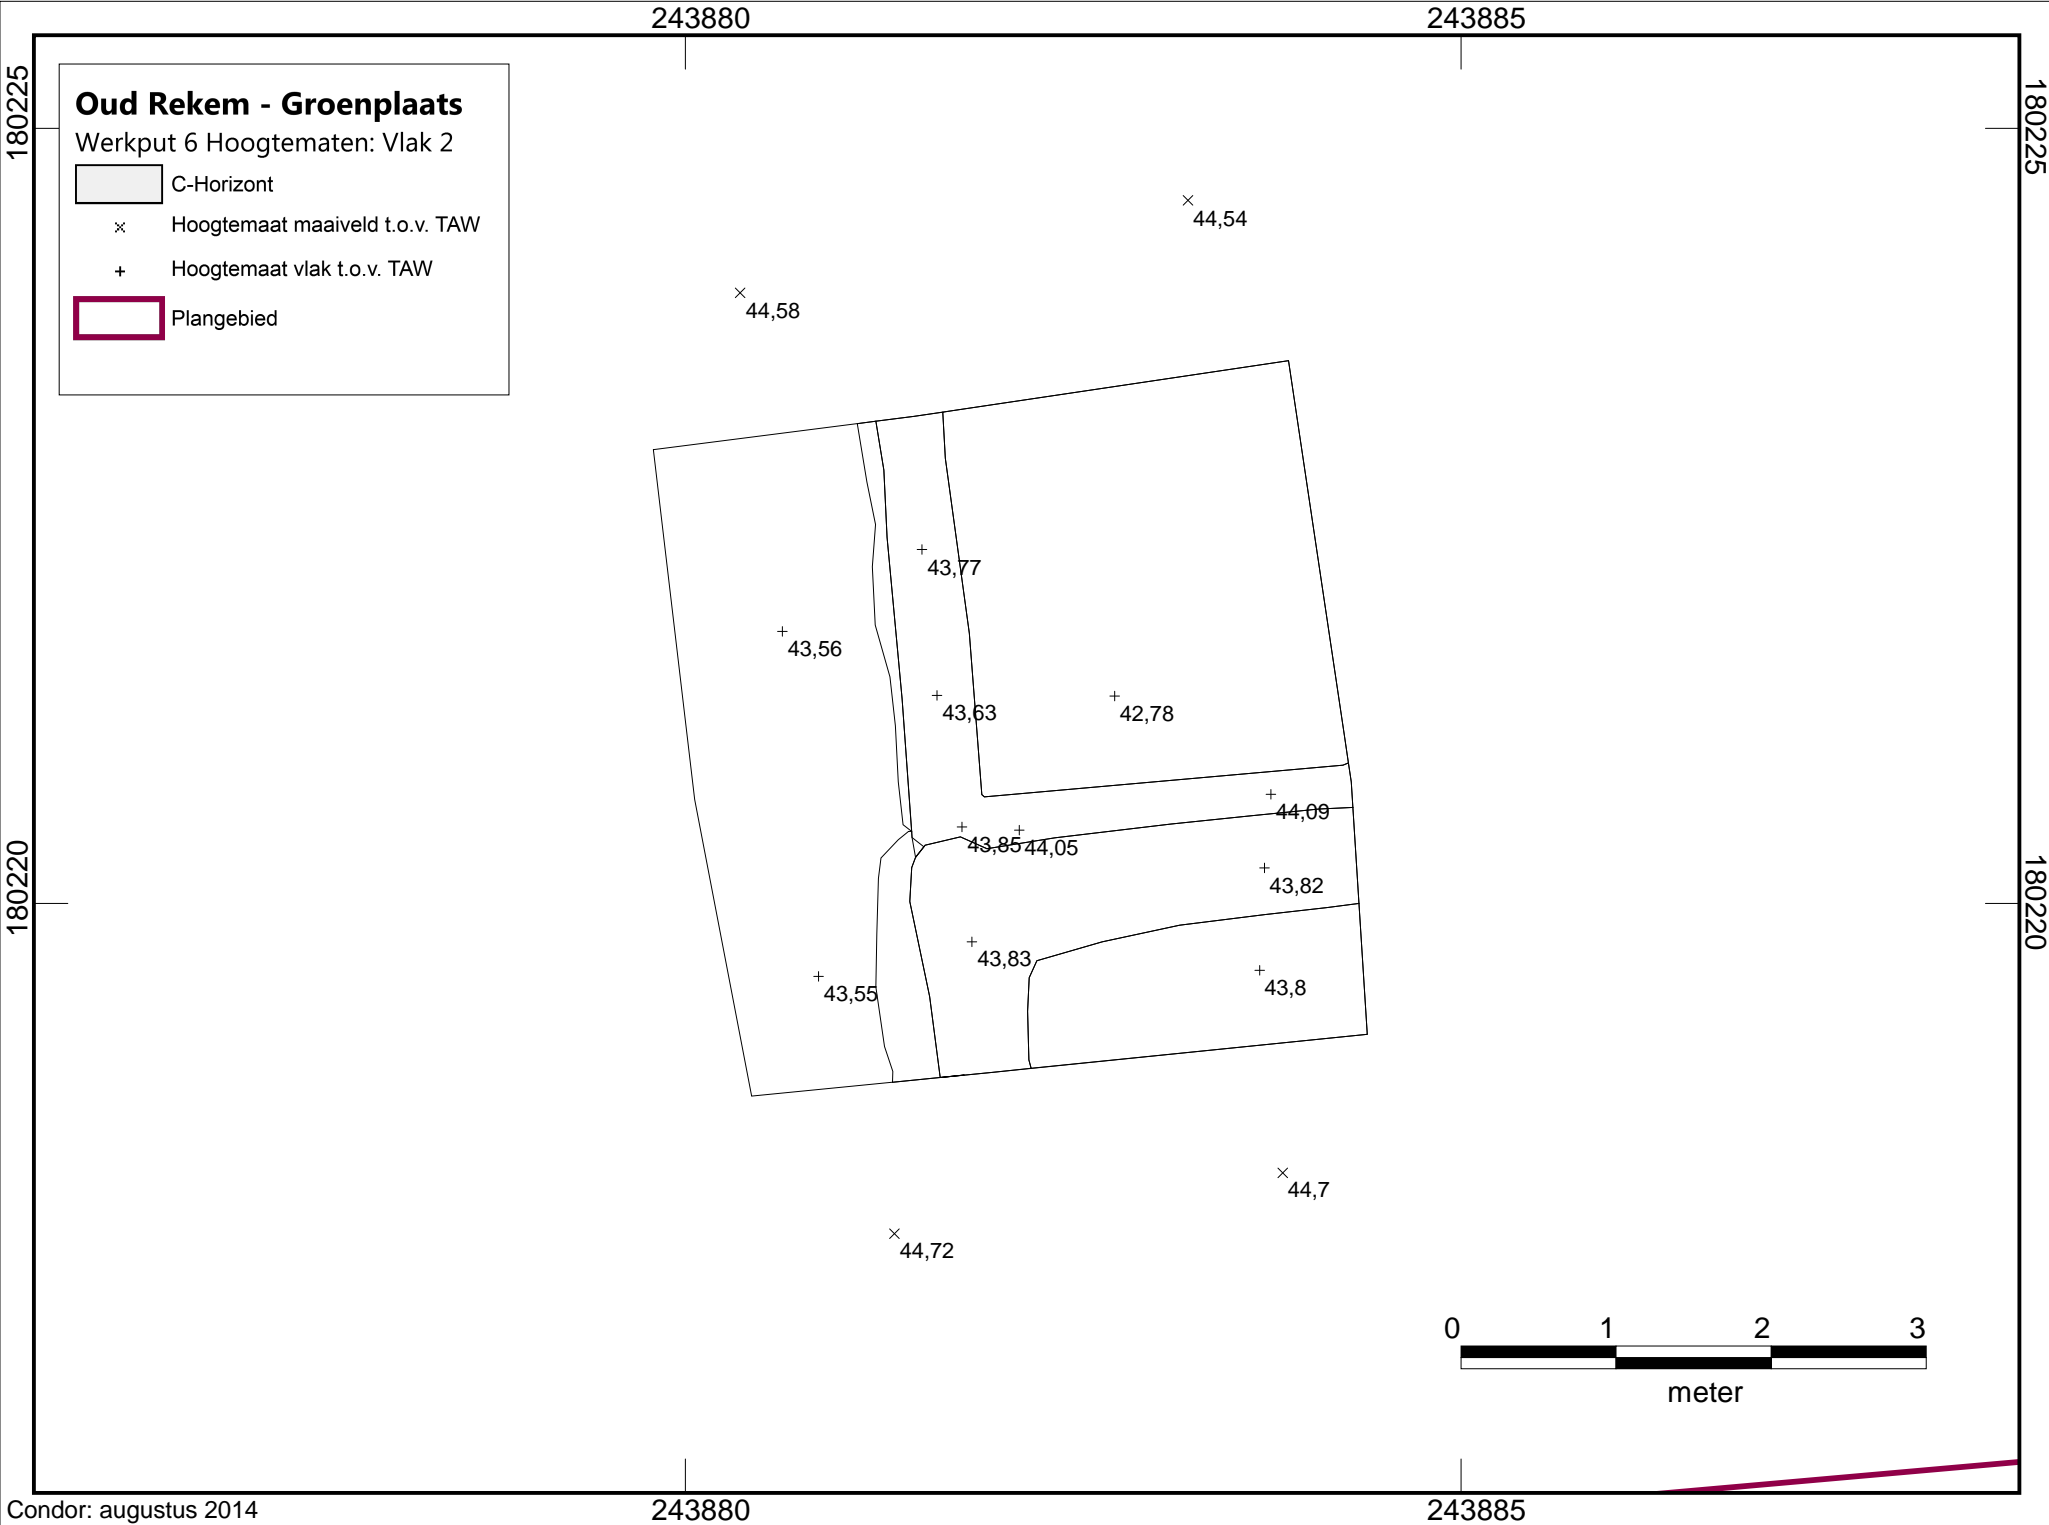 243880 243885
180225
180225
Oud Rekem - Groenplaats
Werkput 6 Hoogtematen: Vlak 2
C-Horizont
Hoogtemaat maaiveld t.o.v. TAW
Hoogtemaat vlak t.o.v. TAW
Plangebied
44,54
44,58
43,77
43,56
43,63
42,78
44,09
43,85
44,05
43,82
180220
180220
43,83
43,55
43,8
44,7
44,72
0 1 2 3
meter
Condor: augustus 2014
243880 243885